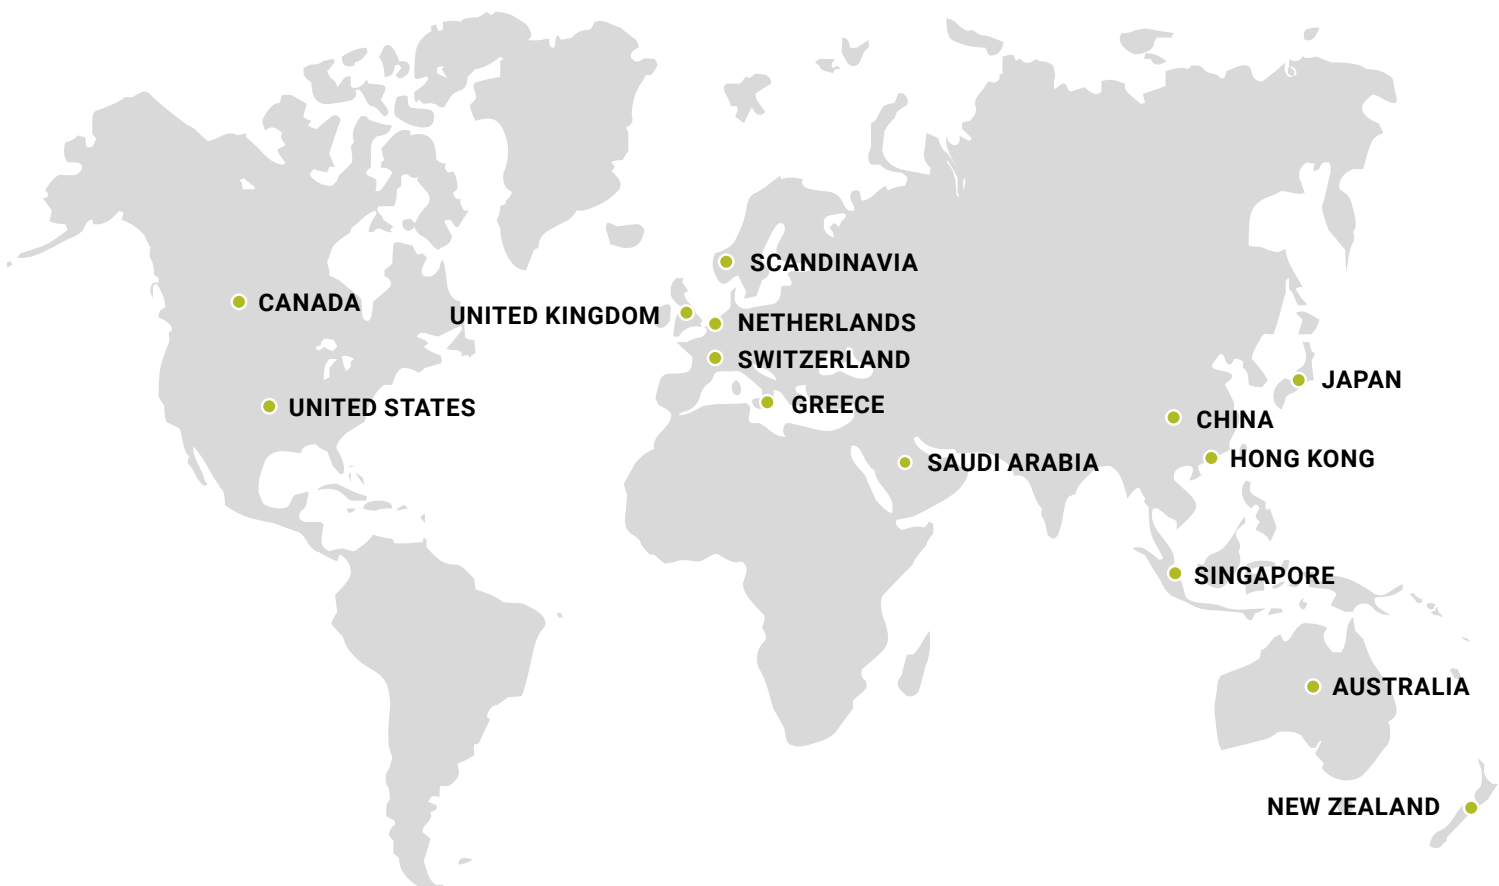 SCANDINAVIA
CANADA
UNITED KINGDOM
NETHERLANDS
SWITZERLAND
JAPAN
GREECE
UNITED STATES
CHINA
HONG KONG
SAUDI ARABIA
SINGAPORE
AUSTRALIA
NEW ZEALAND